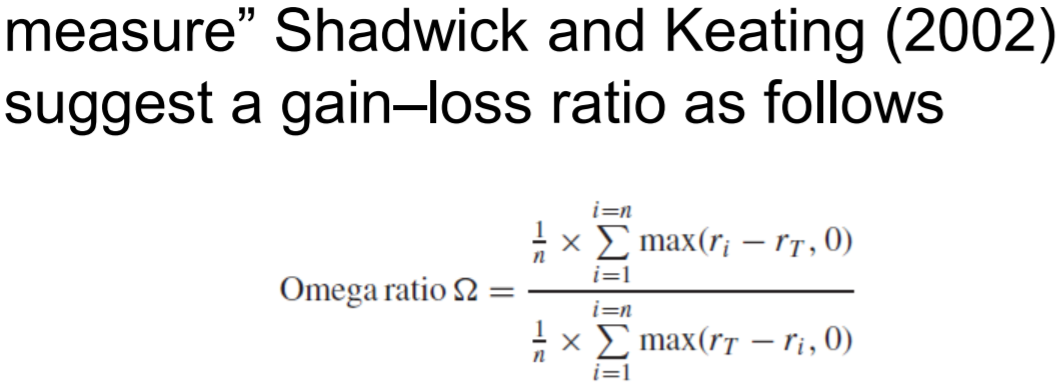 measure” Shadwick and Keating (2002)
suggest a gain–loss ratio as follows
i=n
1/n × ∑ max(r_i − r_T, 0)
i=1
Omega ratio Ω =
i=n
1/n × ∑ max(r_T − r_i, 0)
i=1